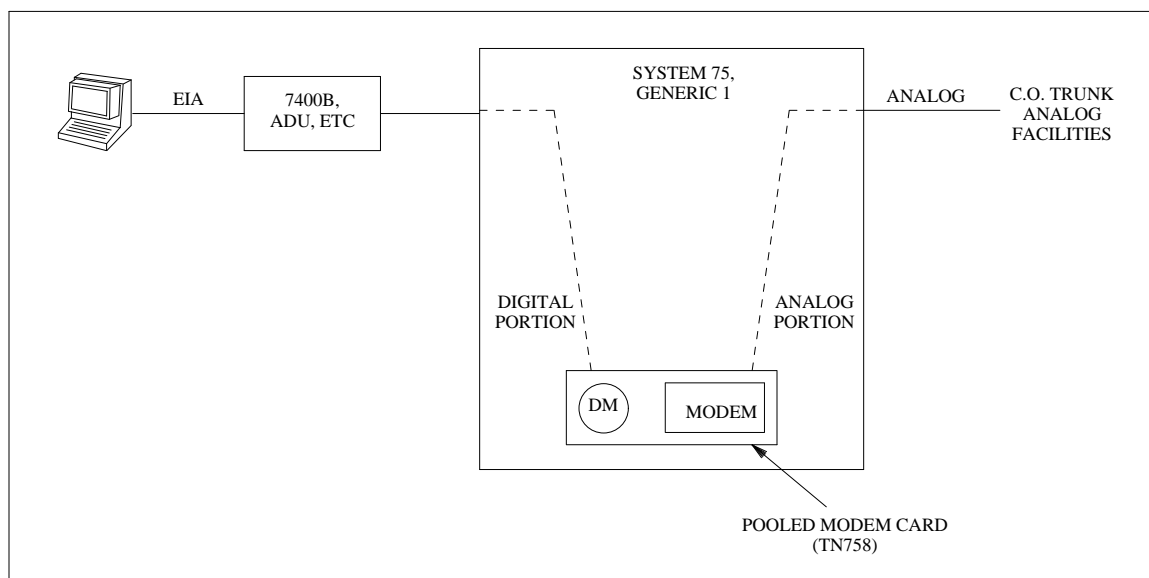 EIA
7400B,
ADU, ETC
SYSTEM 75,
GENERIC 1
ANALOG
C.O. TRUNK
ANALOG
FACILITIES
DIGITAL
PORTION
ANALOG
PORTION
DM
MODEM
POOLED MODEM CARD
(TN758)